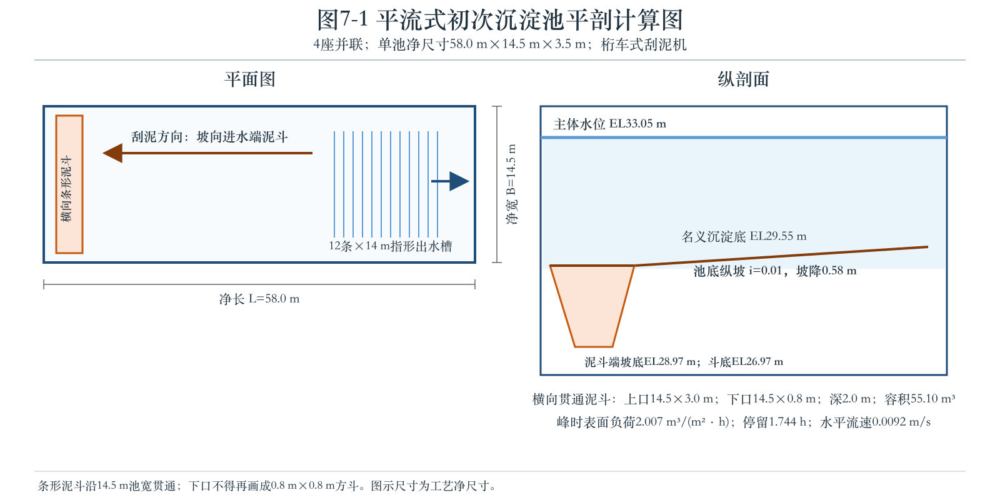 图7-1 平流式初次沉淀池平剖计算图
4座并联；单池净尺寸58.0 m×14.5 m×3.5 m；桁车式刮泥机
平面图
刮泥方向：坡向进水端泥斗
横向条形泥斗
12条×14 m指形出水槽
净宽 B=14.5 m
净长 L=58.0 m
纵剖面
主体水位 EL33.05 m
名义沉淀底 EL29.55 m
池底纵坡 i=0.01，坡降0.58 m
泥斗端坡底EL28.97 m；斗底EL26.97 m
横向贯通泥斗：上口14.5×3.0 m；下口14.5×0.8 m；深2.0 m；容积55.10 m³
峰时表面负荷2.007 m³/(m²·h)；停留1.744 h；水平流速0.0092 m/s
条形泥斗沿14.5 m池宽贯通；下口不得再画成0.8 m×0.8 m方斗。图示尺寸为工艺净尺寸。